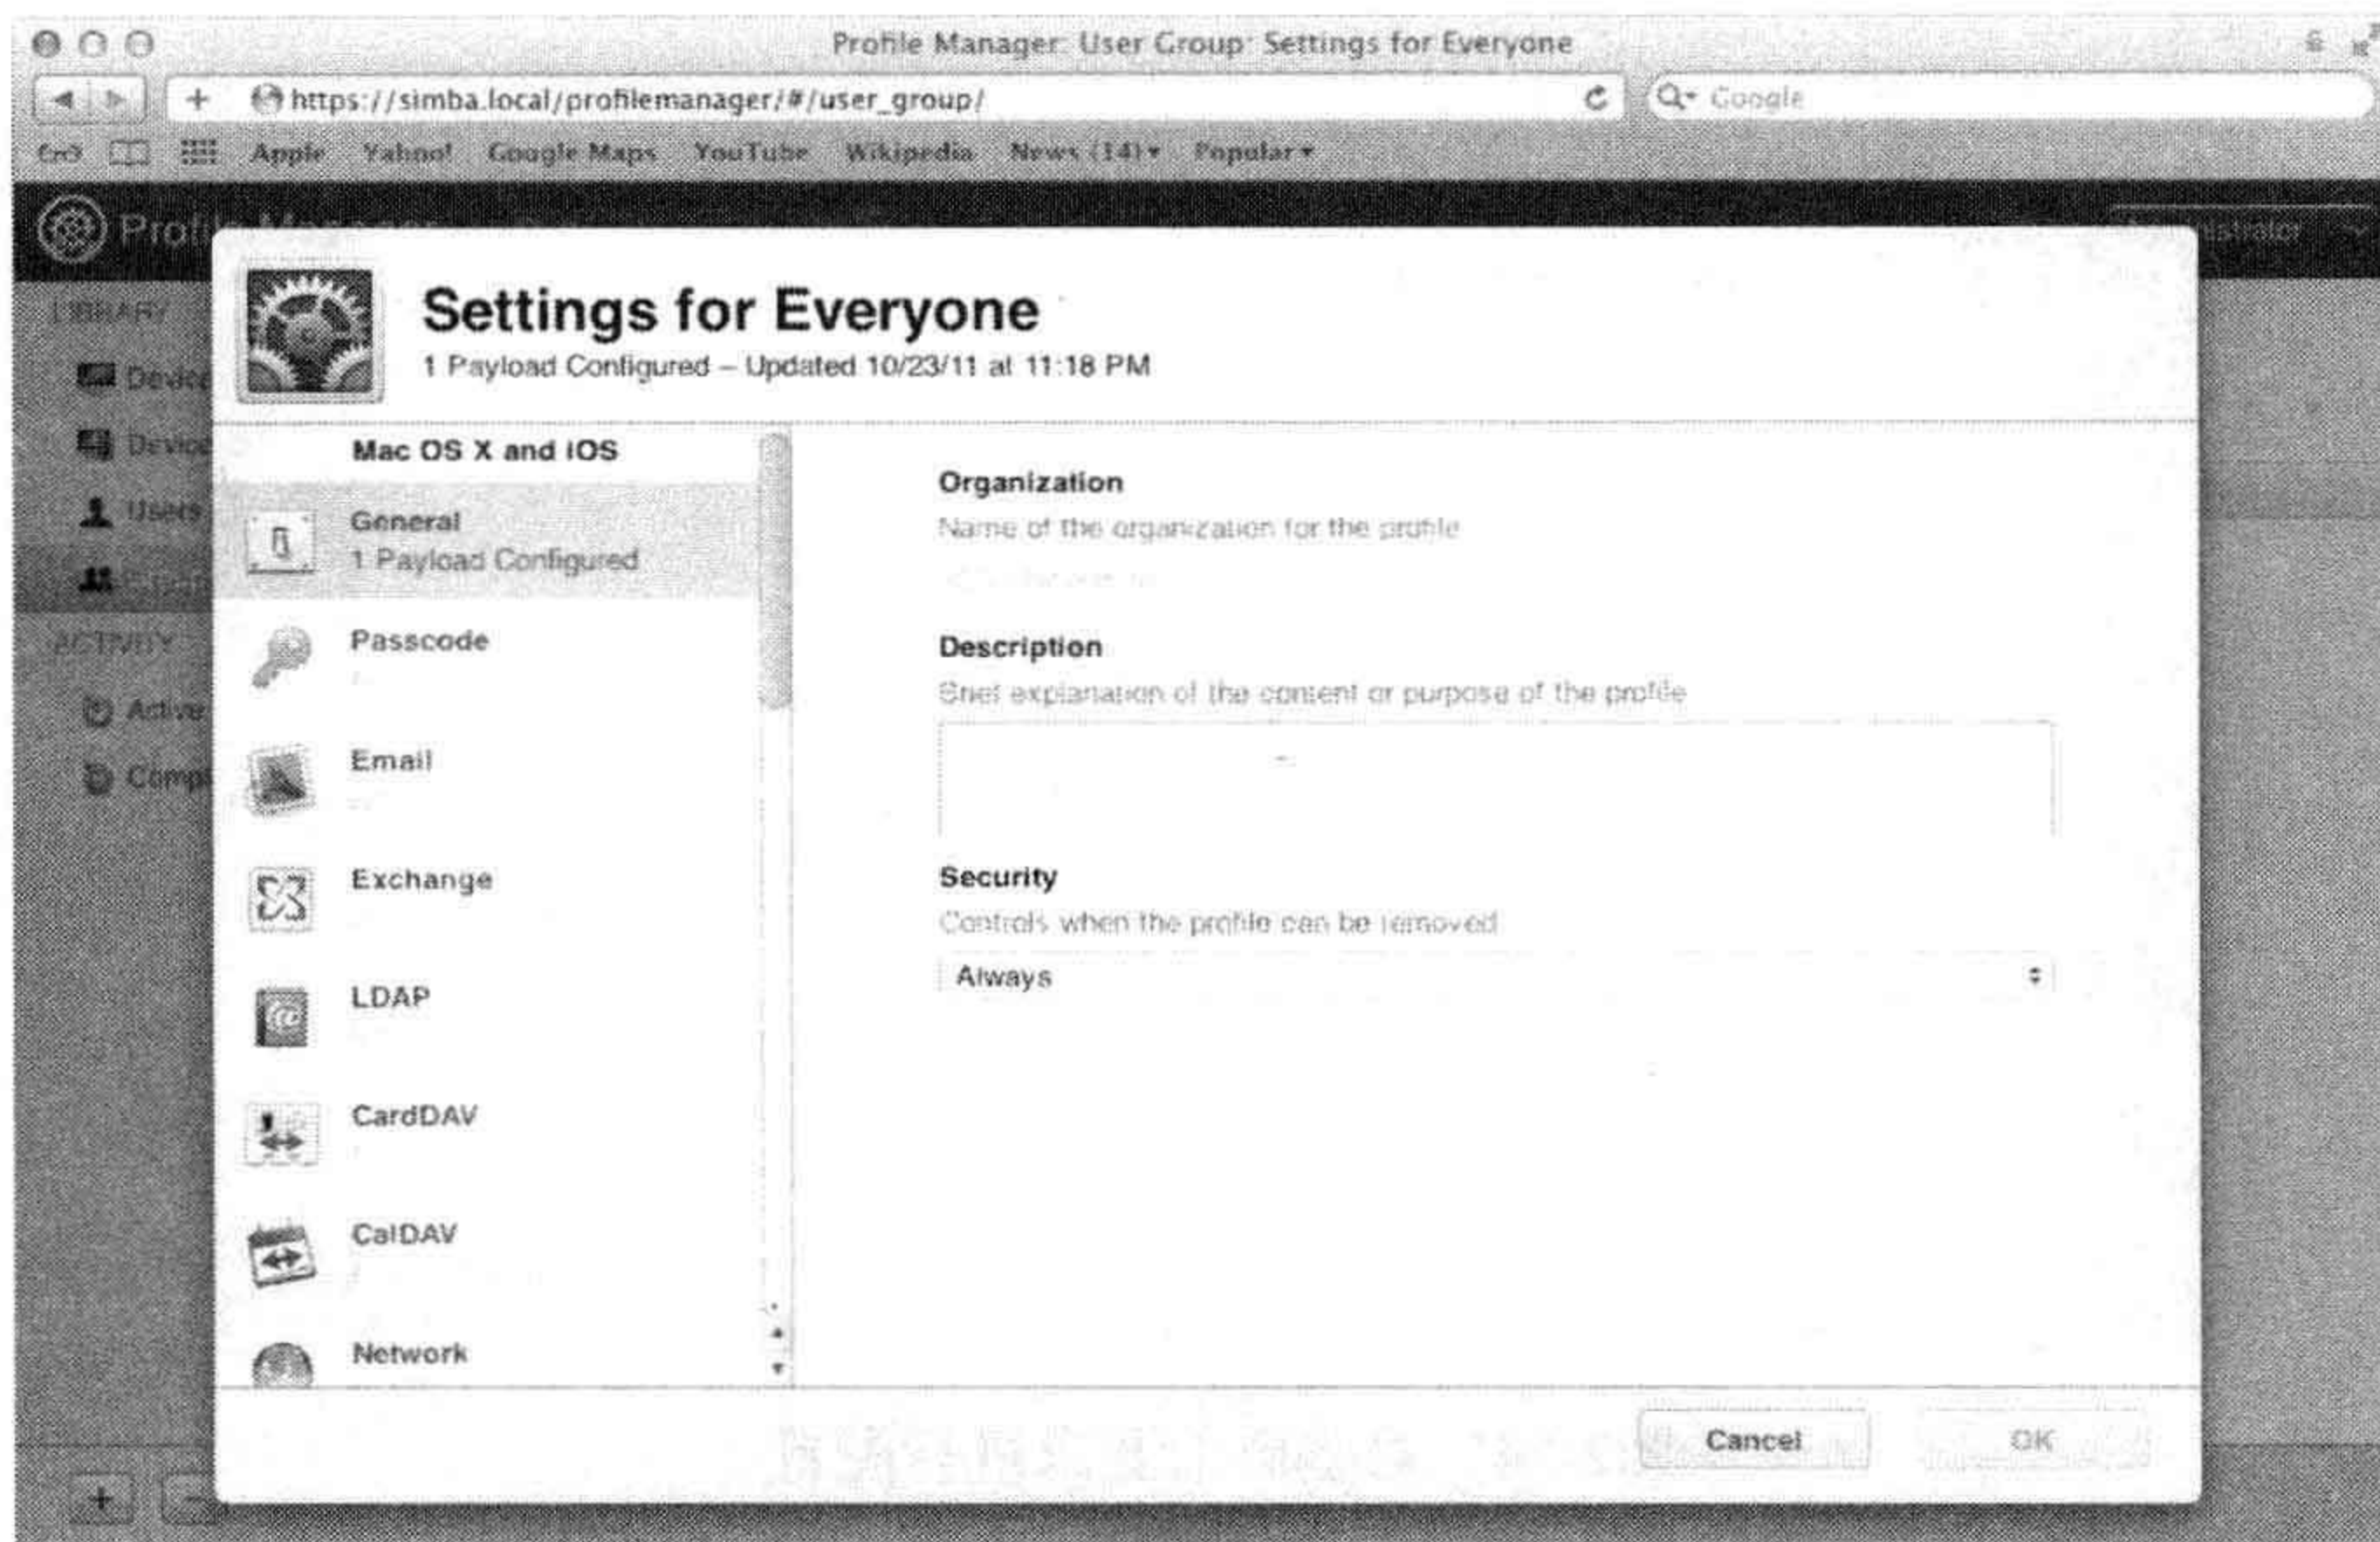 Profile Manager: User Group: Settings for Everyone
https://simba.local/profilemanager/#/user_group/
Google
Apple Yahoo! Google Maps YouTube Wikipedia News (14) Popular
LIBRARY
Users
ACTIVITY
Active
Settings for Everyone
1 Payload Configured – Updated 10/23/11 at 11:18 PM
Mac OS X and iOS
General
1 Payload Configured
Passcode
Email
Exchange
LDAP
CardDAV
CalDAV
Network
Organization
Name of the organization for the profile
Description
Brief explanation of the content or purpose of the profile
Security
Controls when the profile can be removed
Always
Cancel
OK